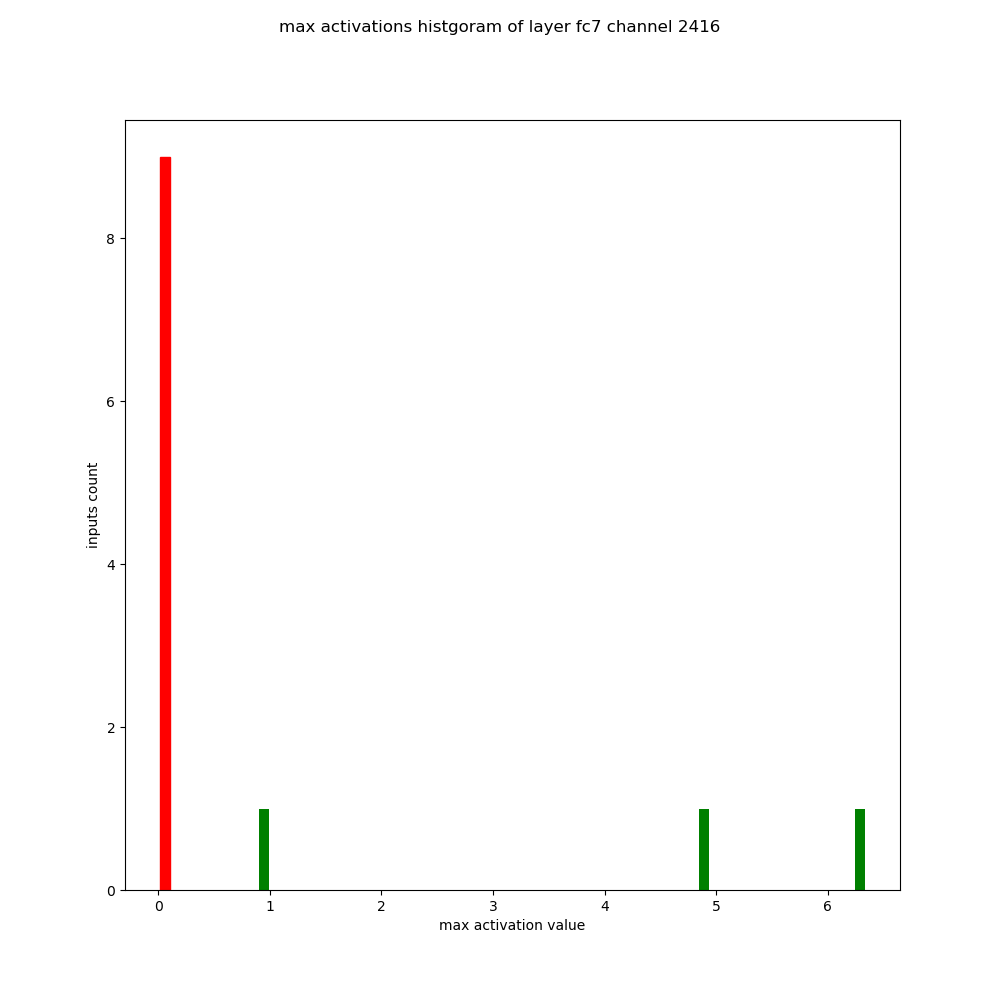 max activations histgoram of layer fc7 channel 2416
8
6
4
2
0
inputs count
0 1 2 3 4 5 6
max activation value